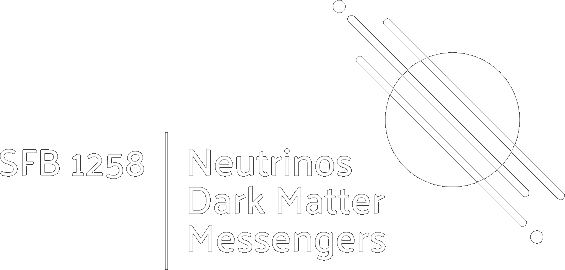 SFB 1258
Neutrinos
Dark Matter
Messengers